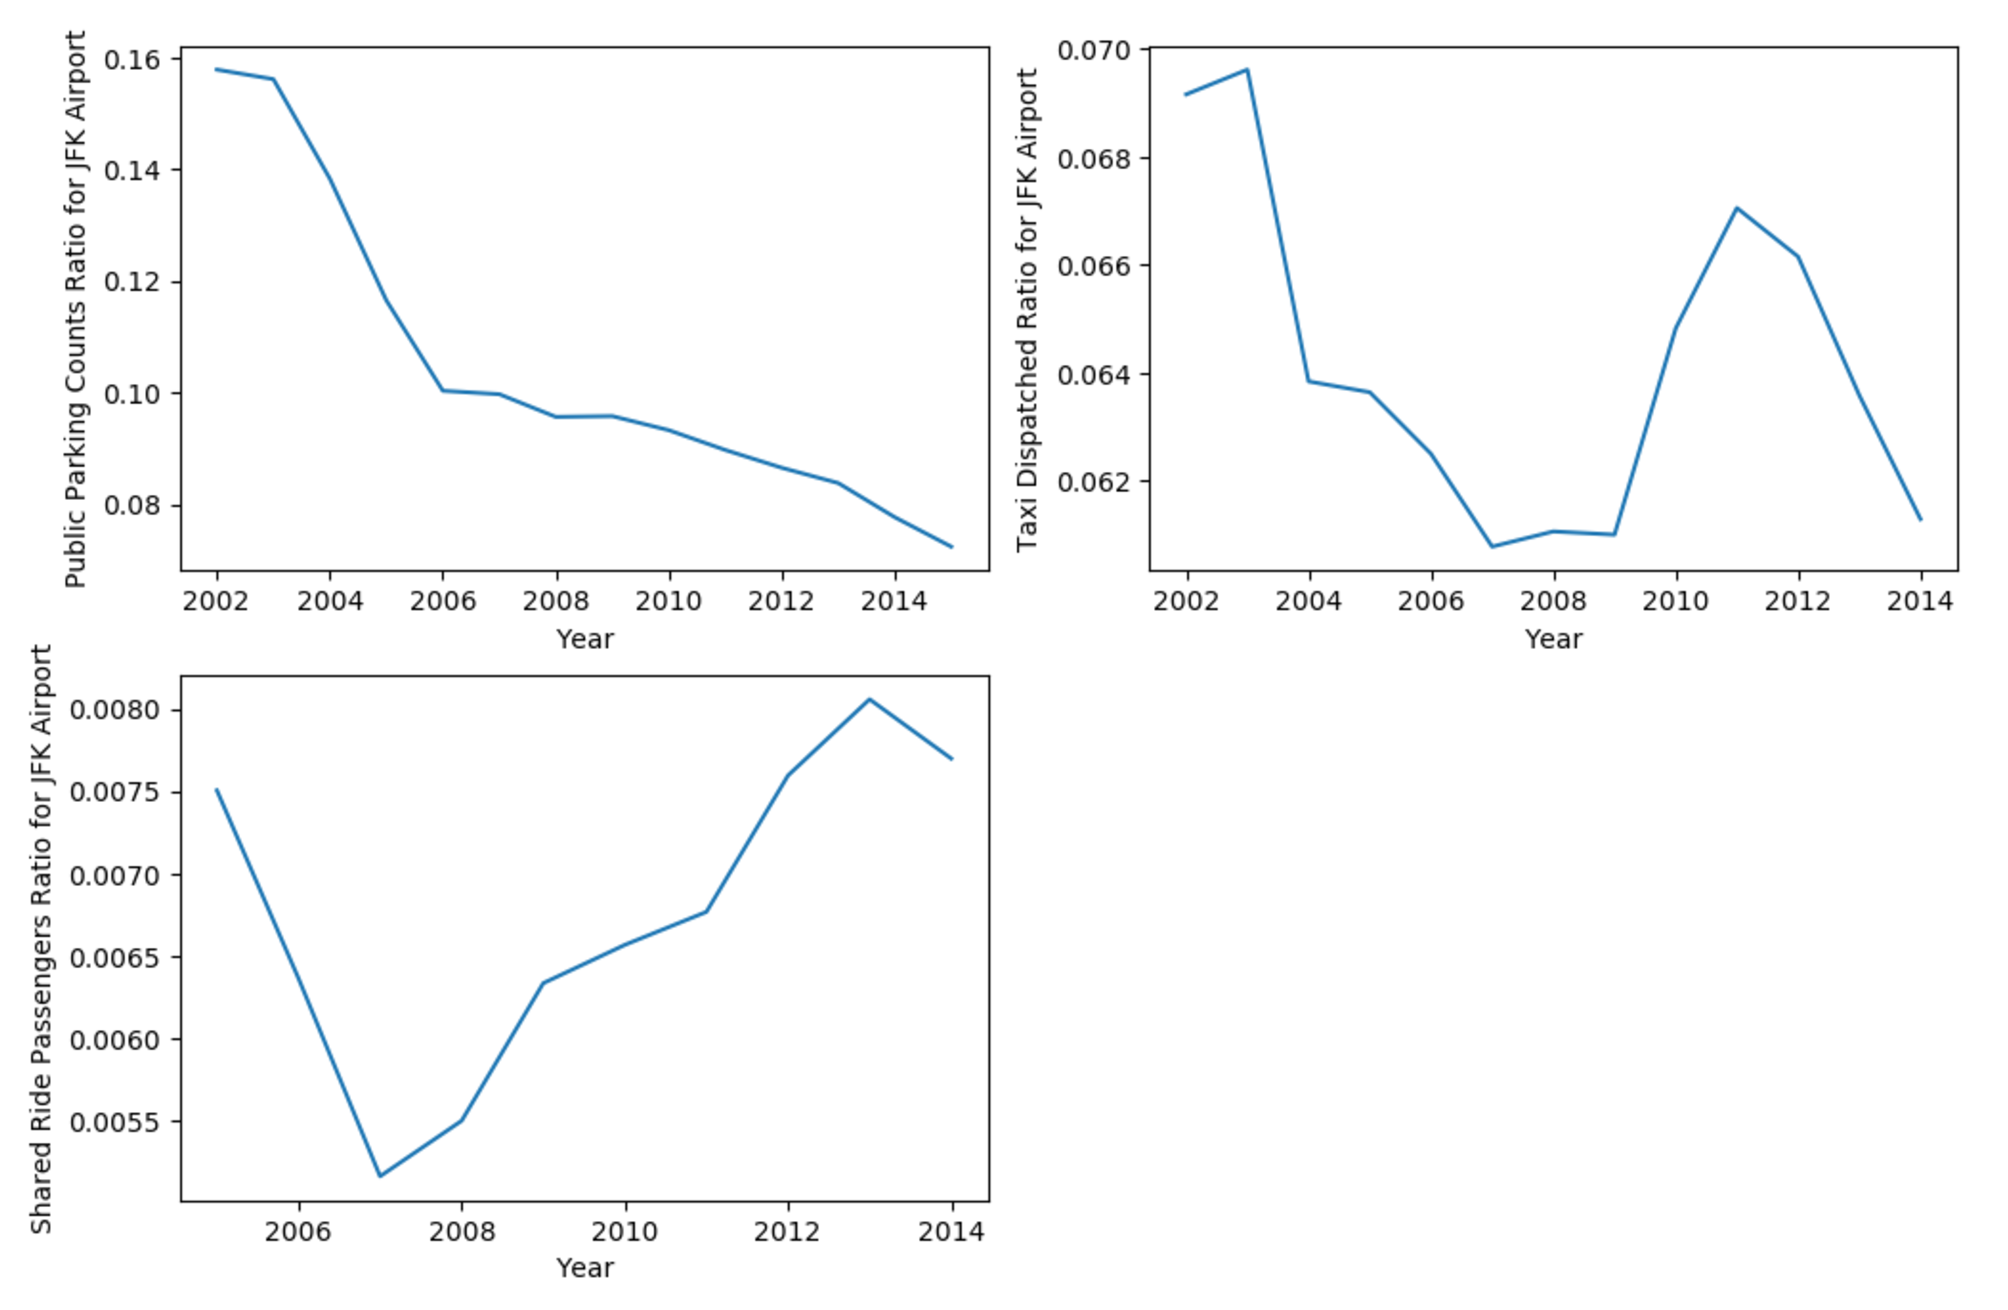 Public Parking Counts Ratio for JFK Airport
0.16
0.14
0.12
0.10
0.08
2002 2004 2006 2008 2010 2012 2014
Year
Taxi Dispatched Ratio for JFK Airport
0.070
0.068
0.066
0.064
0.062
2002 2004 2006 2008 2010 2012 2014
Year
Shared Ride Passengers Ratio for JFK Airport
0.0080
0.0075
0.0070
0.0065
0.0060
0.0055
2006 2008 2010 2012 2014
Year